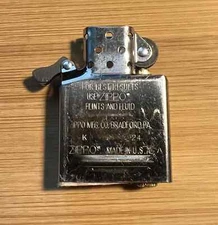 FOR BEST RESULTS
USE ZIPPO
FLINTS AND FLUID
ZIPPO MFG. CO. BRADFORD, PA.
K 24
ZIPPO MADE IN U.S.A